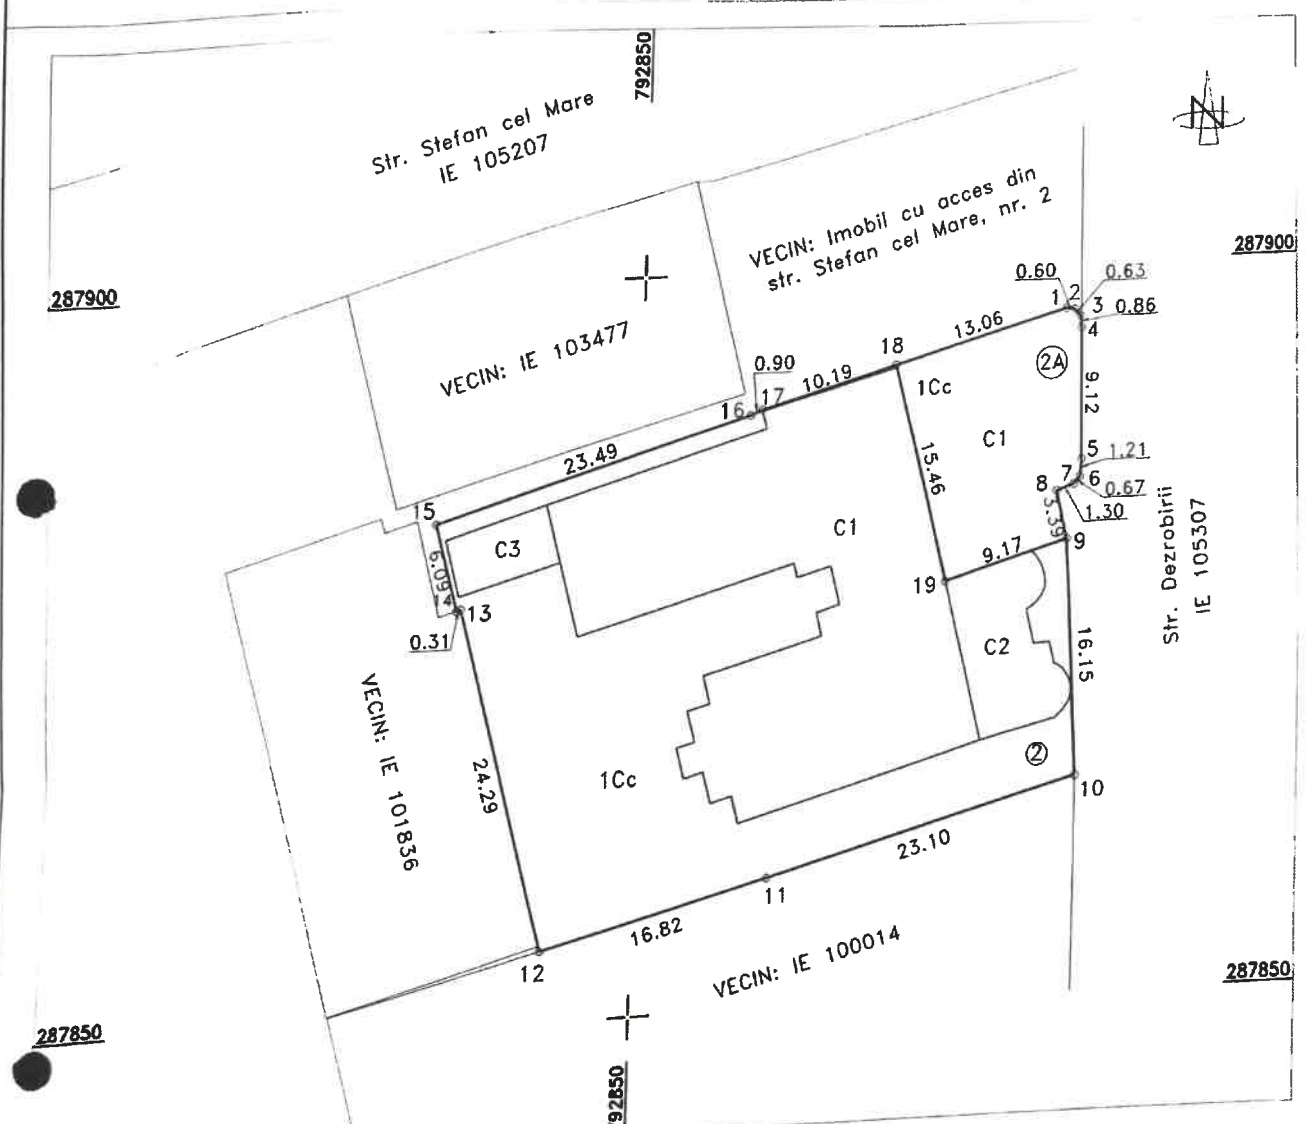 792850
Str. Stefan cel Mare
IE 105207
N
VECIN: Imobil cu acces din
str. Stefan cel Mare, nr. 2
287900
287900
0.60
2
0.63
1
3
0.86
4
13.06
VECIN: IE 103477
18
0.90
10.19
2A
9.12
16
17
1Cc
C1
23.49
15.46
5
1.21
7
6
8
0.67
1.30
3.39
15
C1
C3
9
9.17
6.09
19
14
13
0.31
Str. Dezrobirii
IE 105307
C2
16.15
VECIN: IE 101836
2
24.29
1Cc
10
23.10
11
16.82
VECIN: IE 100014
12
287850
287850
792850